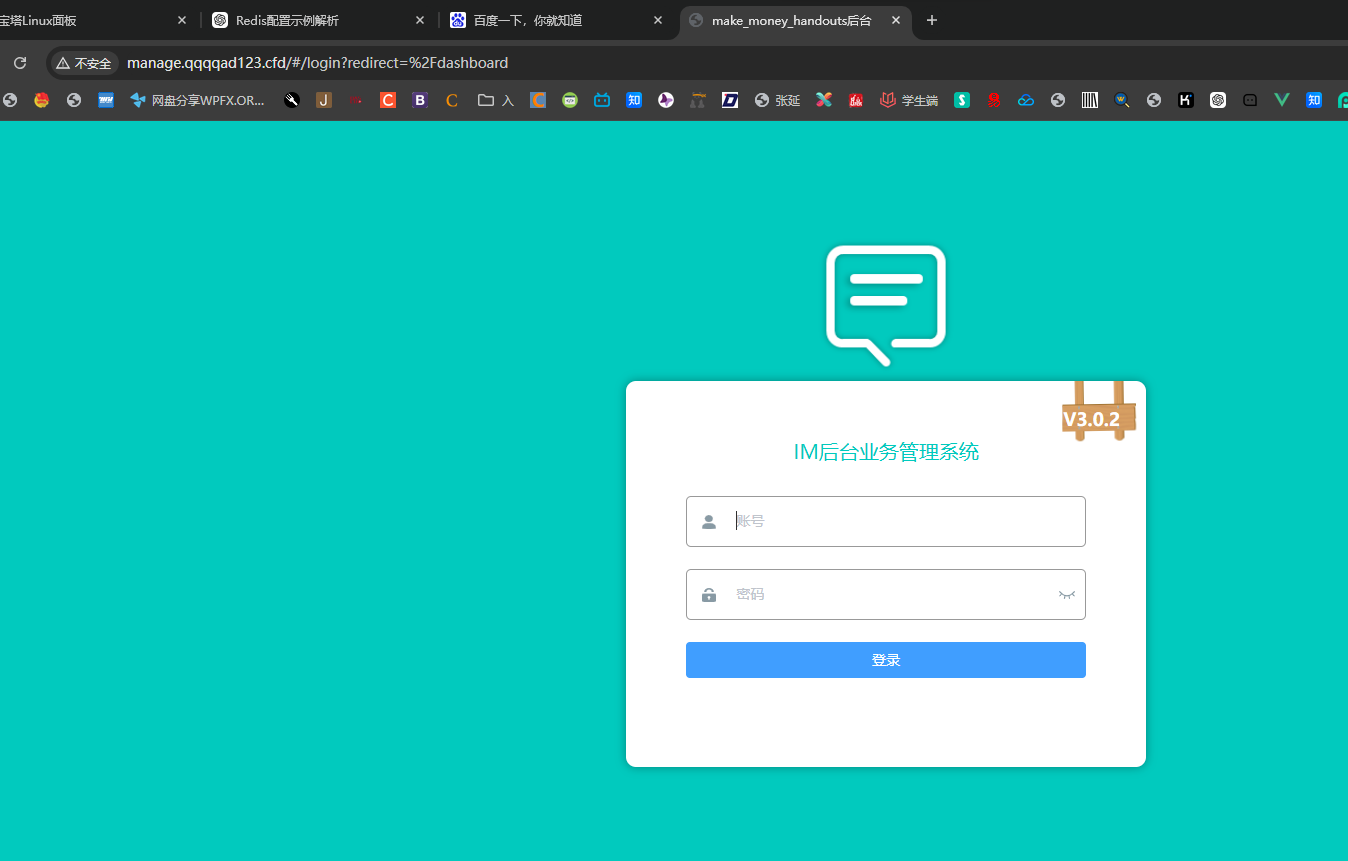 宝塔Linux面板
Redis配置示例解析
百度一下，你就知道
make_money_handouts后台
不安全
manage.qqqqad123.cfd/#/login?redirect=%2Fdashboard
网盘分享WPFX.OR...
入
张延
学生端
V3.0.2
IM后台业务管理系统
账号
密码
登录